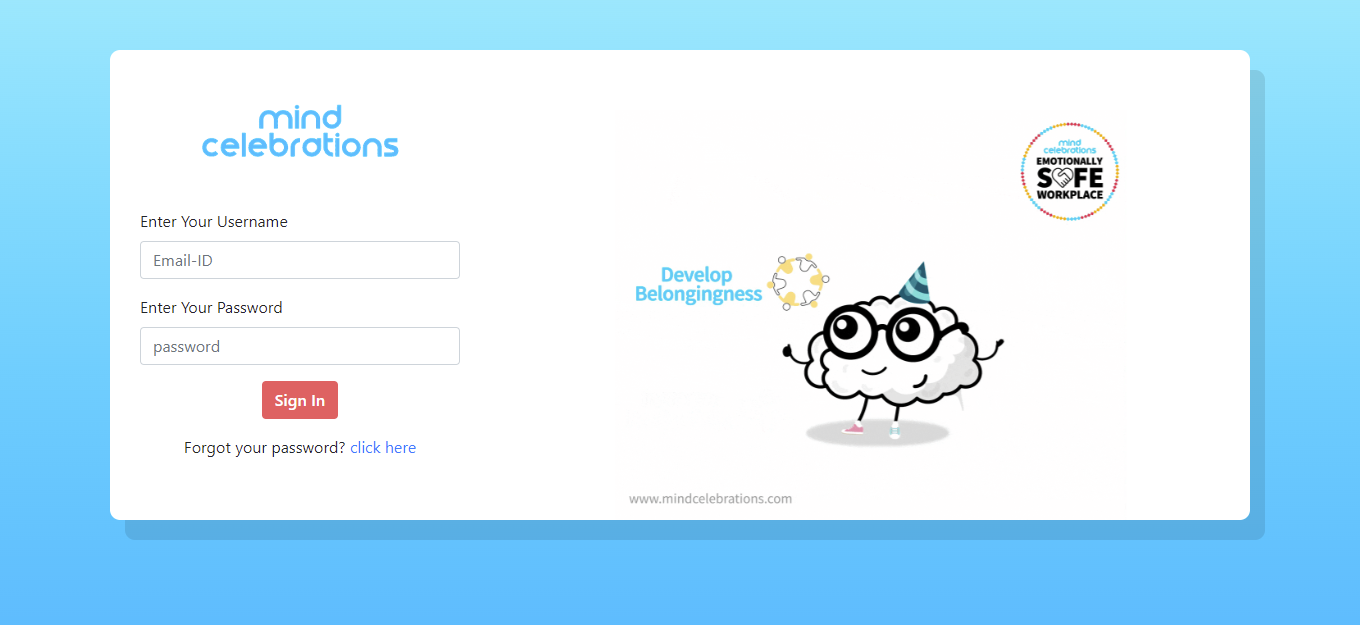 mind
celebrations
Enter Your Username
Email-ID
Enter Your Password
password
Sign In
Forgot your password? click here
mind
celebrations
EMOTIONALLY
SAFE
WORKPLACE
Develop
Belongingness
www.mindcelebrations.com